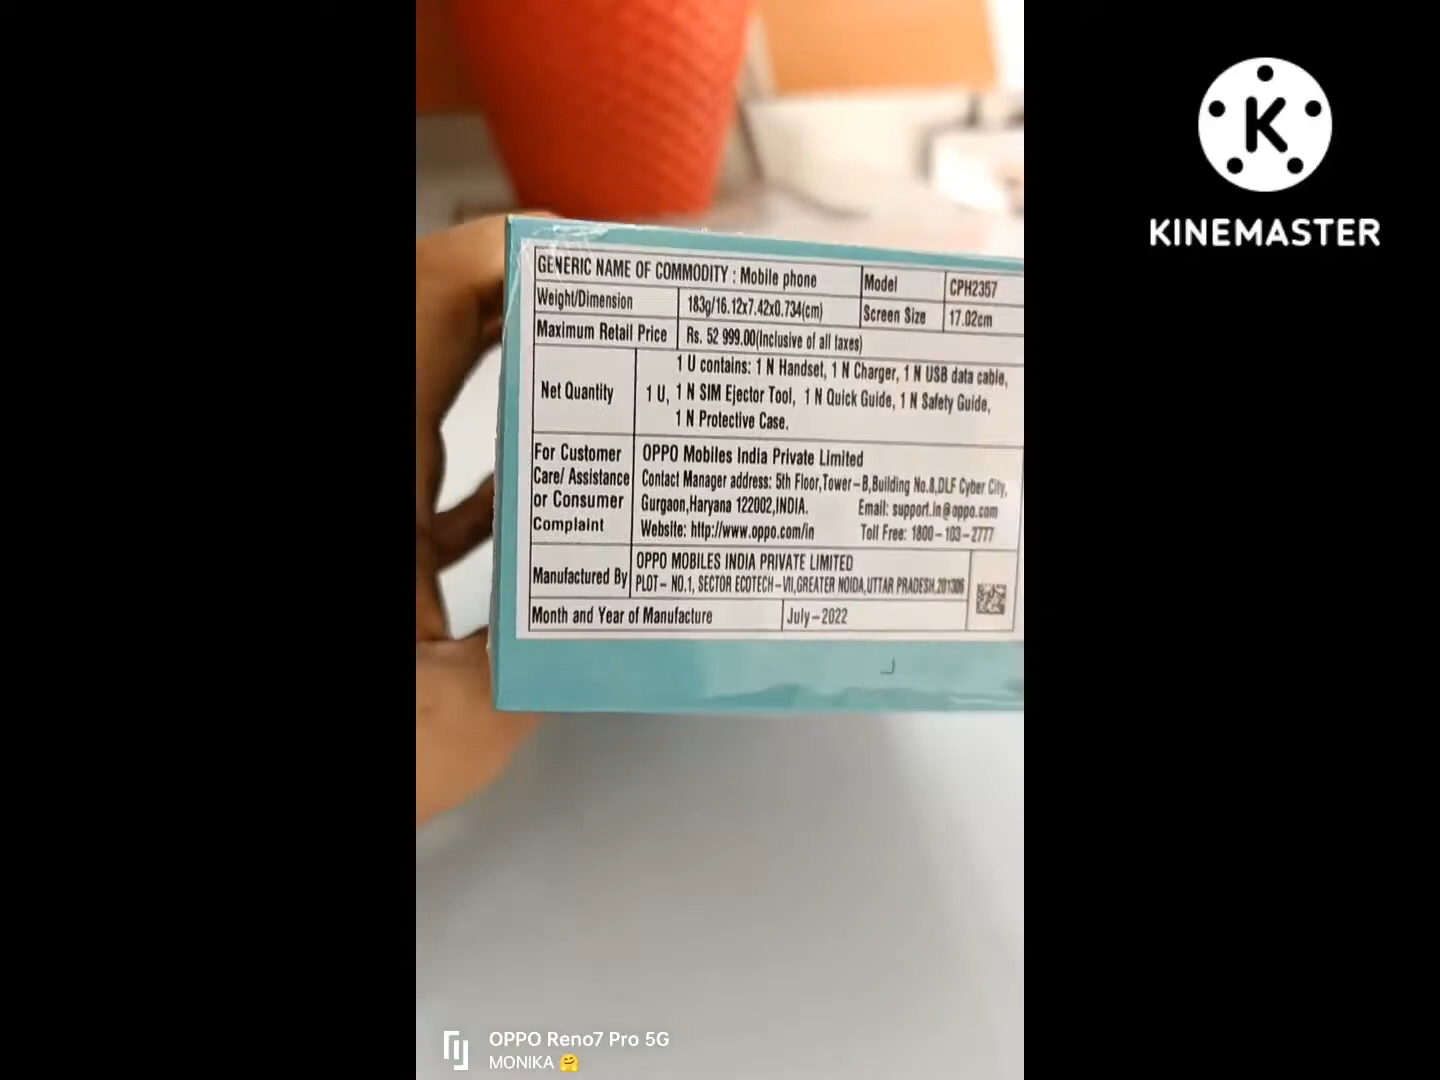 KINEMASTER
GENERIC NAME OF COMMODITY : Mobile phone
Model
CPH2357
Weight/Dimension
183g/16.12x7.42x0.734(cm)
Screen Size
17.02cm
Maximum Retail Price
Rs. 52 999.00(Inclusive of all taxes)
Net Quantity
1 U,
1 U contains: 1 N Handset, 1 N Charger, 1 N USB data cable,
1 N SIM Ejector Tool, 1 N Quick Guide, 1 N Safety Guide,
1 N Protective Case.
For Customer
Care/ Assistance
or Consumer
Complaint
OPPO Mobiles India Private Limited
Contact Manager address: 5th Floor,Tower-B,Building No.8,DLF Cyber City,
Gurgaon,Haryana 122002,INDIA.
Email: support.in@oppo.com
Website: http://www.oppo.com/in
Toll Free: 1800-103-2777
Manufactured By
OPPO MOBILES INDIA PRIVATE LIMITED
PLOT- NO.1, SECTOR ECOTECH-VII,GREATER NOIDA,UTTAR PRADESH,201306
Month and Year of Manufacture
July-2022
OPPO Reno7 Pro 5G
MONIKA 🤗